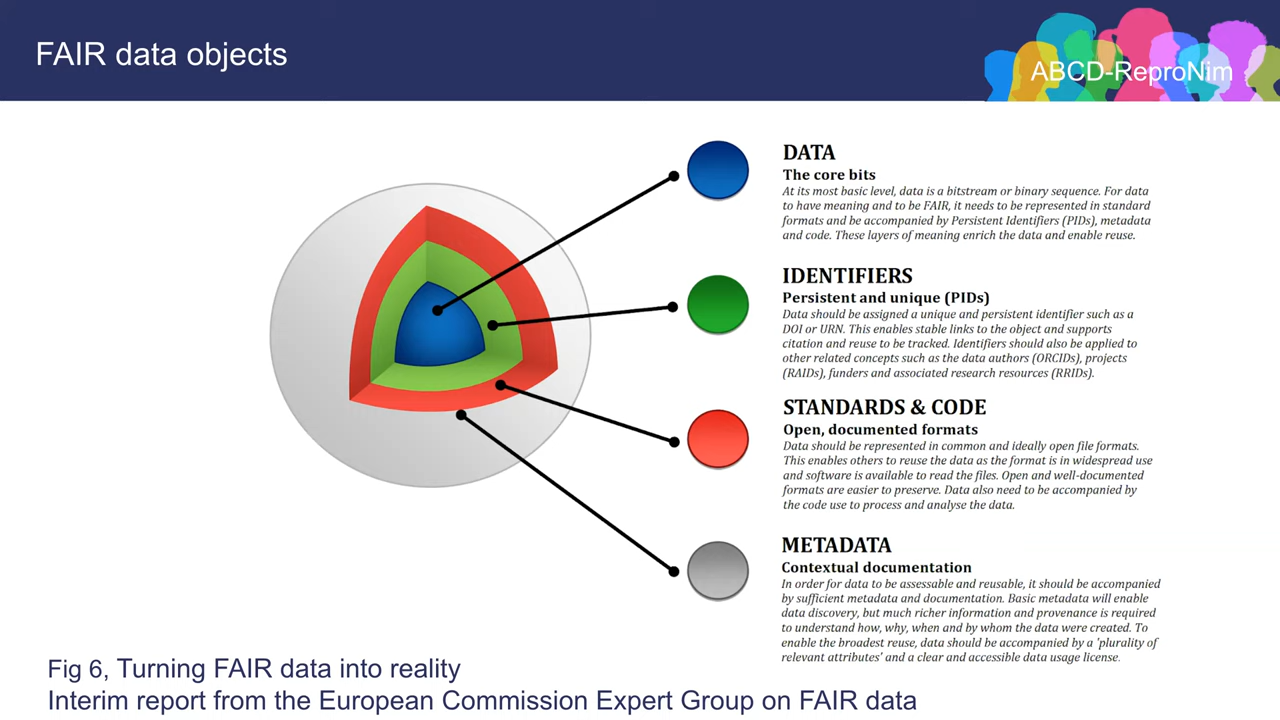 FAIR data objects
ABCD-ReproNim
DATA
The core bits
At its most basic level, data is a bitstream or binary sequence. For data
to have meaning and to be FAIR, it needs to be represented in standard
formats and be accompanied by Persistent Identifiers (PIDs), metadata
and code. These layers of meaning enrich the data and enable reuse.
IDENTIFIERS
Persistent and unique (PIDs)
Data should be assigned a unique and persistent identifier such as a
DOI or URN. This enables stable links to the object and supports
citation and reuse to be tracked. Identifiers should also be applied to
other related concepts such as the data authors (ORCIDs), projects
(RAIDs), funders and associated research resources (RRIDs).
STANDARDS & CODE
Open, documented formats
Data should be represented in common and ideally open file formats.
This enables others to reuse the data as the format is in widespread use
and software is available to read the files. Open and well-documented
formats are easier to preserve. Data also need to be accompanied by
the code use to process and analyse the data.
METADATA
Contextual documentation
In order for data to be assessable and reusable, it should be accompanied
by sufficient metadata and documentation. Basic metadata will enable
data discovery, but much richer information and provenance is required
to understand how, why, when and by whom the data were created. To
enable the broadest reuse, data should be accompanied by a 'plurality of
relevant attributes' and a clear and accessible data usage license.
Fig 6, Turning FAIR data into reality
Interim report from the European Commission Expert Group on FAIR data